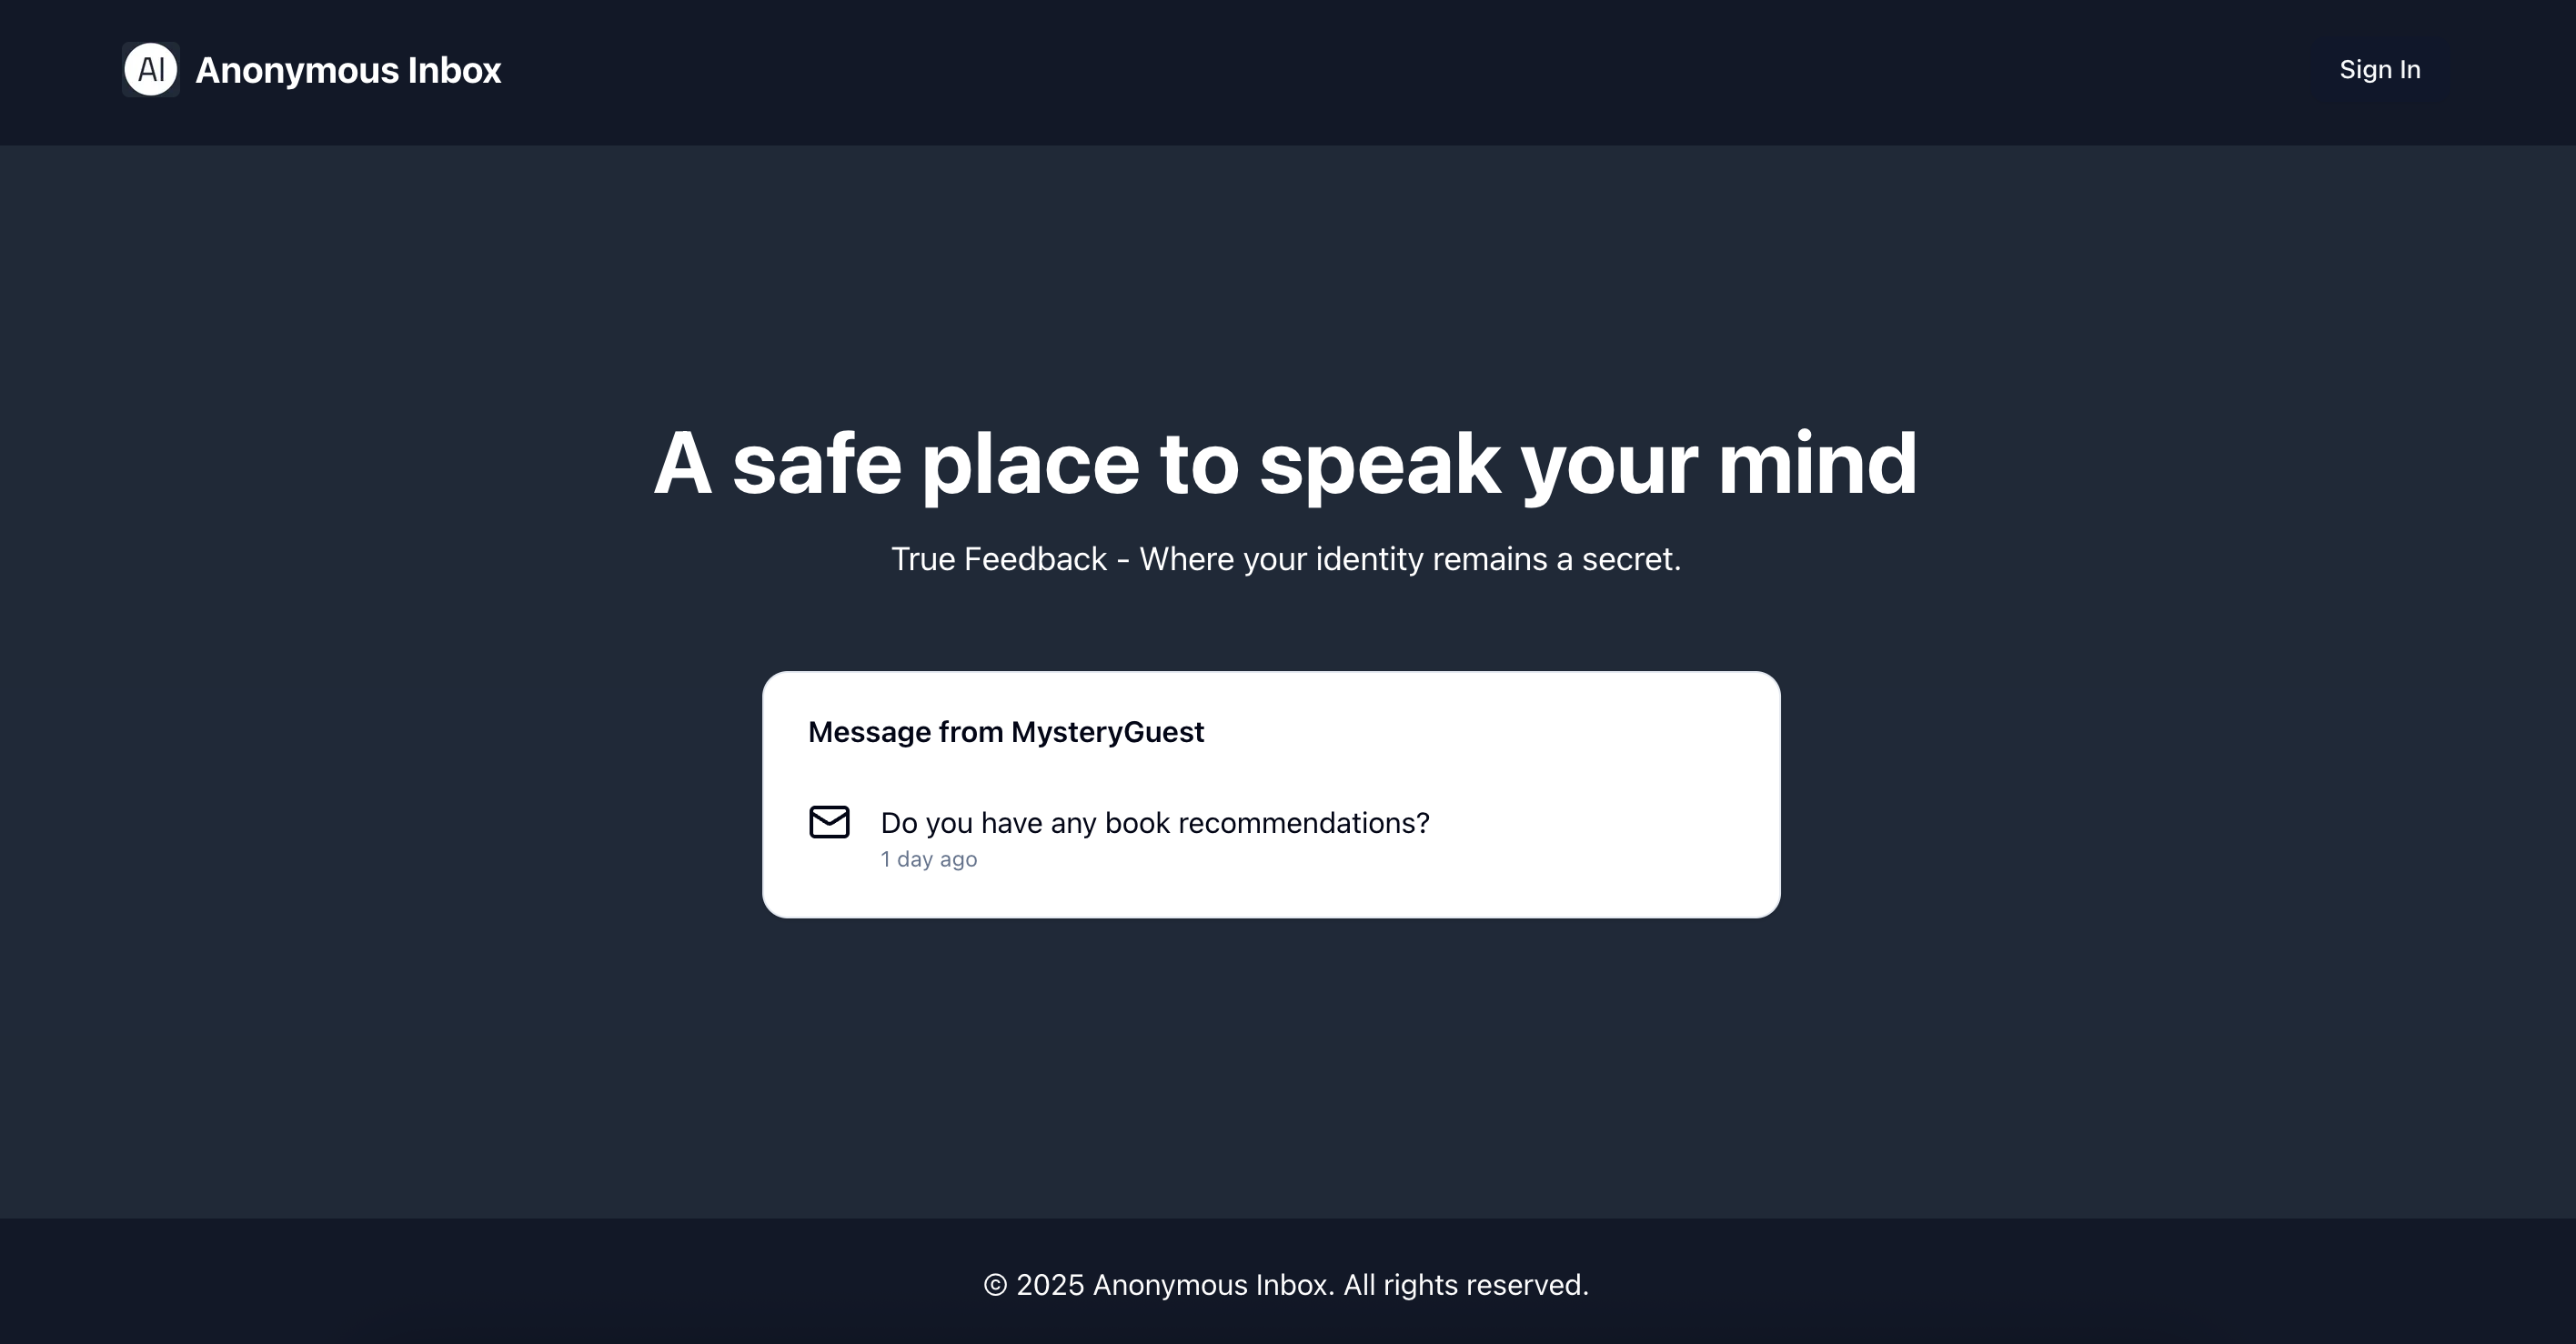 AI Anonymous Inbox
Sign In
A safe place to speak your mind
True Feedback - Where your identity remains a secret.
Message from MysteryGuest
Do you have any book recommendations?
1 day ago
© 2025 Anonymous Inbox. All rights reserved.